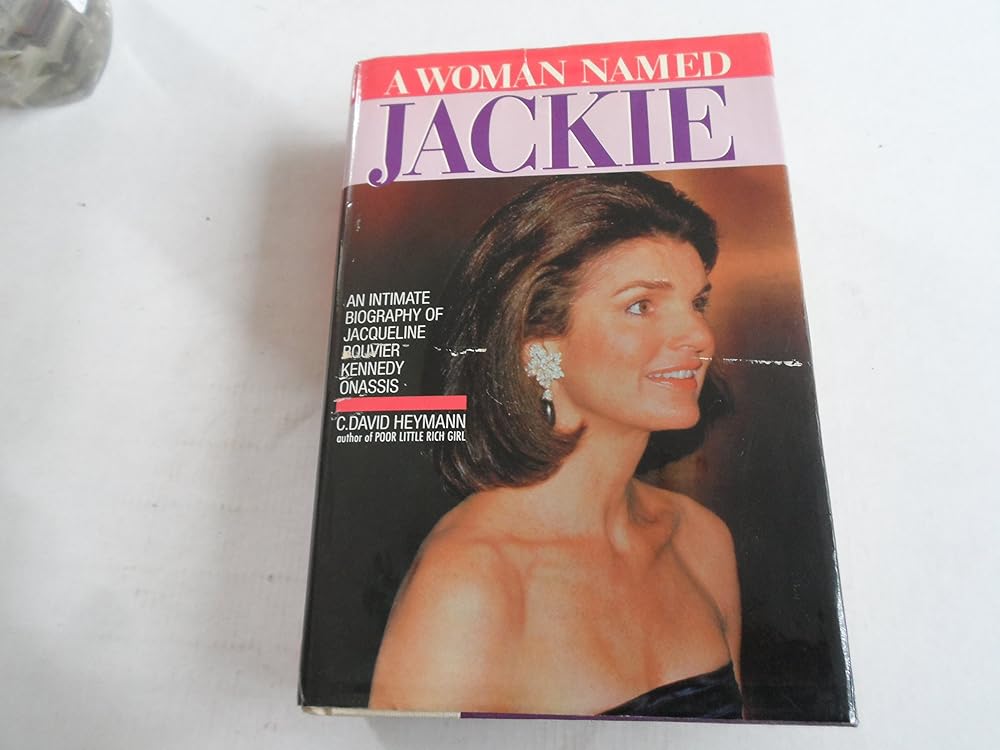 A WOMAN NAMED
JACKIE
AN INTIMATE
BIOGRAPHY OF
JACQUELINE
BOUVIER
KENNEDY
ONASSIS
C. DAVID HEYMANN
author of POOR LITTLE RICH GIRL